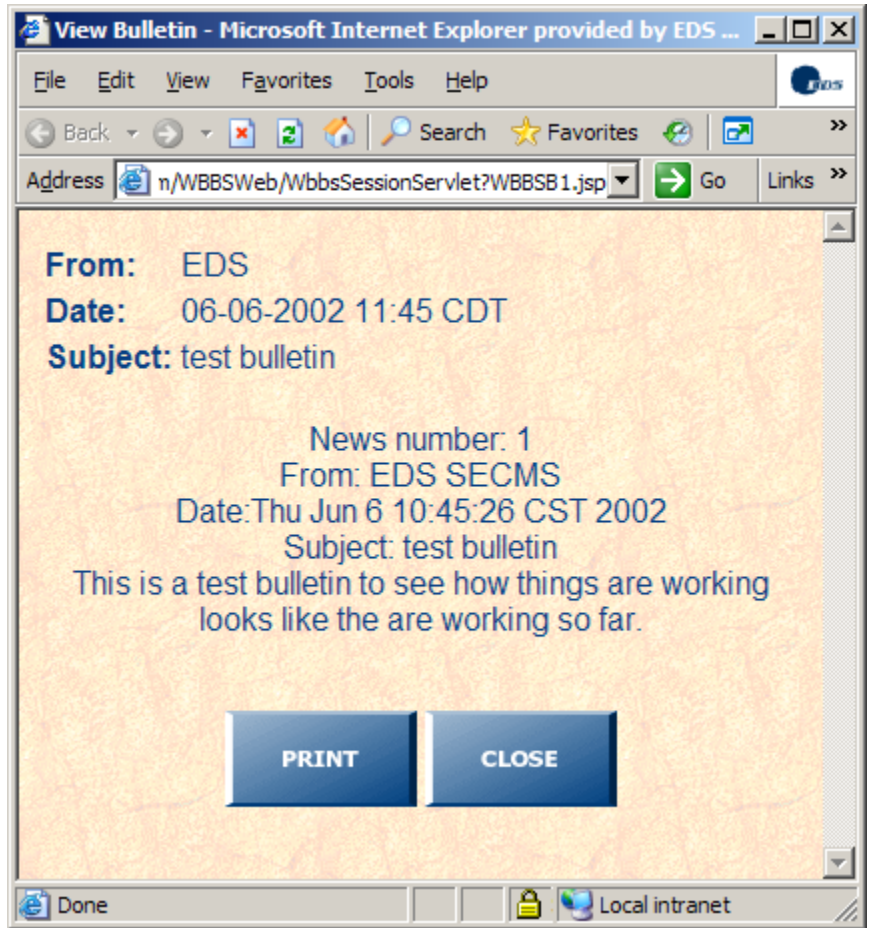 View Bulletin - Microsoft Internet Explorer provided by EDS ...
File Edit View Favorites Tools Help
EDS
Back Search Favorites »
Address n/WBBSWeb/WbbsSessionServlet?WBBSB1.jsp Go Links »
From: EDS
Date: 06-06-2002 11:45 CDT
Subject: test bulletin
News number: 1
From: EDS SECMS
Date:Thu Jun 6 10:45:26 CST 2002
Subject: test bulletin
This is a test bulletin to see how things are working
looks like the are working so far.
PRINT CLOSE
Done Local intranet